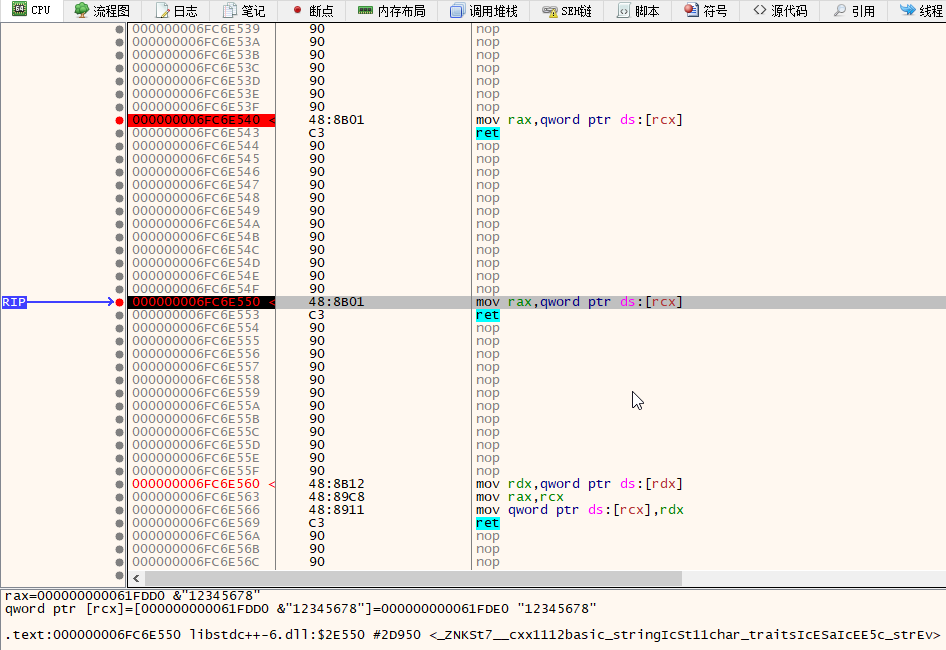 CPU 流程图 日志 笔记 断点 内存布局 调用堆栈 SEH链 脚本 符号 源代码 引用 线程
000000006FC6E539 90 nop
000000006FC6E53A 90 nop
000000006FC6E53B 90 nop
000000006FC6E53C 90 nop
000000006FC6E53D 90 nop
000000006FC6E53E 90 nop
000000006FC6E53F 90 nop
000000006FC6E540 < 48:8B01 mov rax,qword ptr ds:[rcx]
000000006FC6E543 C3 ret
000000006FC6E544 90 nop
000000006FC6E545 90 nop
000000006FC6E546 90 nop
000000006FC6E547 90 nop
000000006FC6E548 90 nop
000000006FC6E549 90 nop
000000006FC6E54A 90 nop
000000006FC6E54B 90 nop
000000006FC6E54C 90 nop
000000006FC6E54D 90 nop
000000006FC6E54E 90 nop
000000006FC6E54F 90 nop
RIP 000000006FC6E550 < 48:8B01 mov rax,qword ptr ds:[rcx]
000000006FC6E553 C3 ret
000000006FC6E554 90 nop
000000006FC6E555 90 nop
000000006FC6E556 90 nop
000000006FC6E557 90 nop
000000006FC6E558 90 nop
000000006FC6E559 90 nop
000000006FC6E55A 90 nop
000000006FC6E55B 90 nop
000000006FC6E55C 90 nop
000000006FC6E55D 90 nop
000000006FC6E55E 90 nop
000000006FC6E55F 90 nop
000000006FC6E560 < 48:8B12 mov rdx,qword ptr ds:[rdx]
000000006FC6E563 48:89C8 mov rax,rcx
000000006FC6E566 48:8911 mov qword ptr ds:[rcx],rdx
000000006FC6E569 C3 ret
000000006FC6E56A 90 nop
000000006FC6E56B 90 nop
000000006FC6E56C 90 nop
rax=000000000061FDD0 &"12345678"
qword ptr [rcx]=[000000000061FDD0 &"12345678"]=000000000061FDE0 "12345678"
.text:000000006FC6E550 libstdc++-6.dll:$2E550 #2D950 <_ZNKSt7__cxx1112basic_stringIcSt11char_traitsIcESaIcEE5c_strEv>